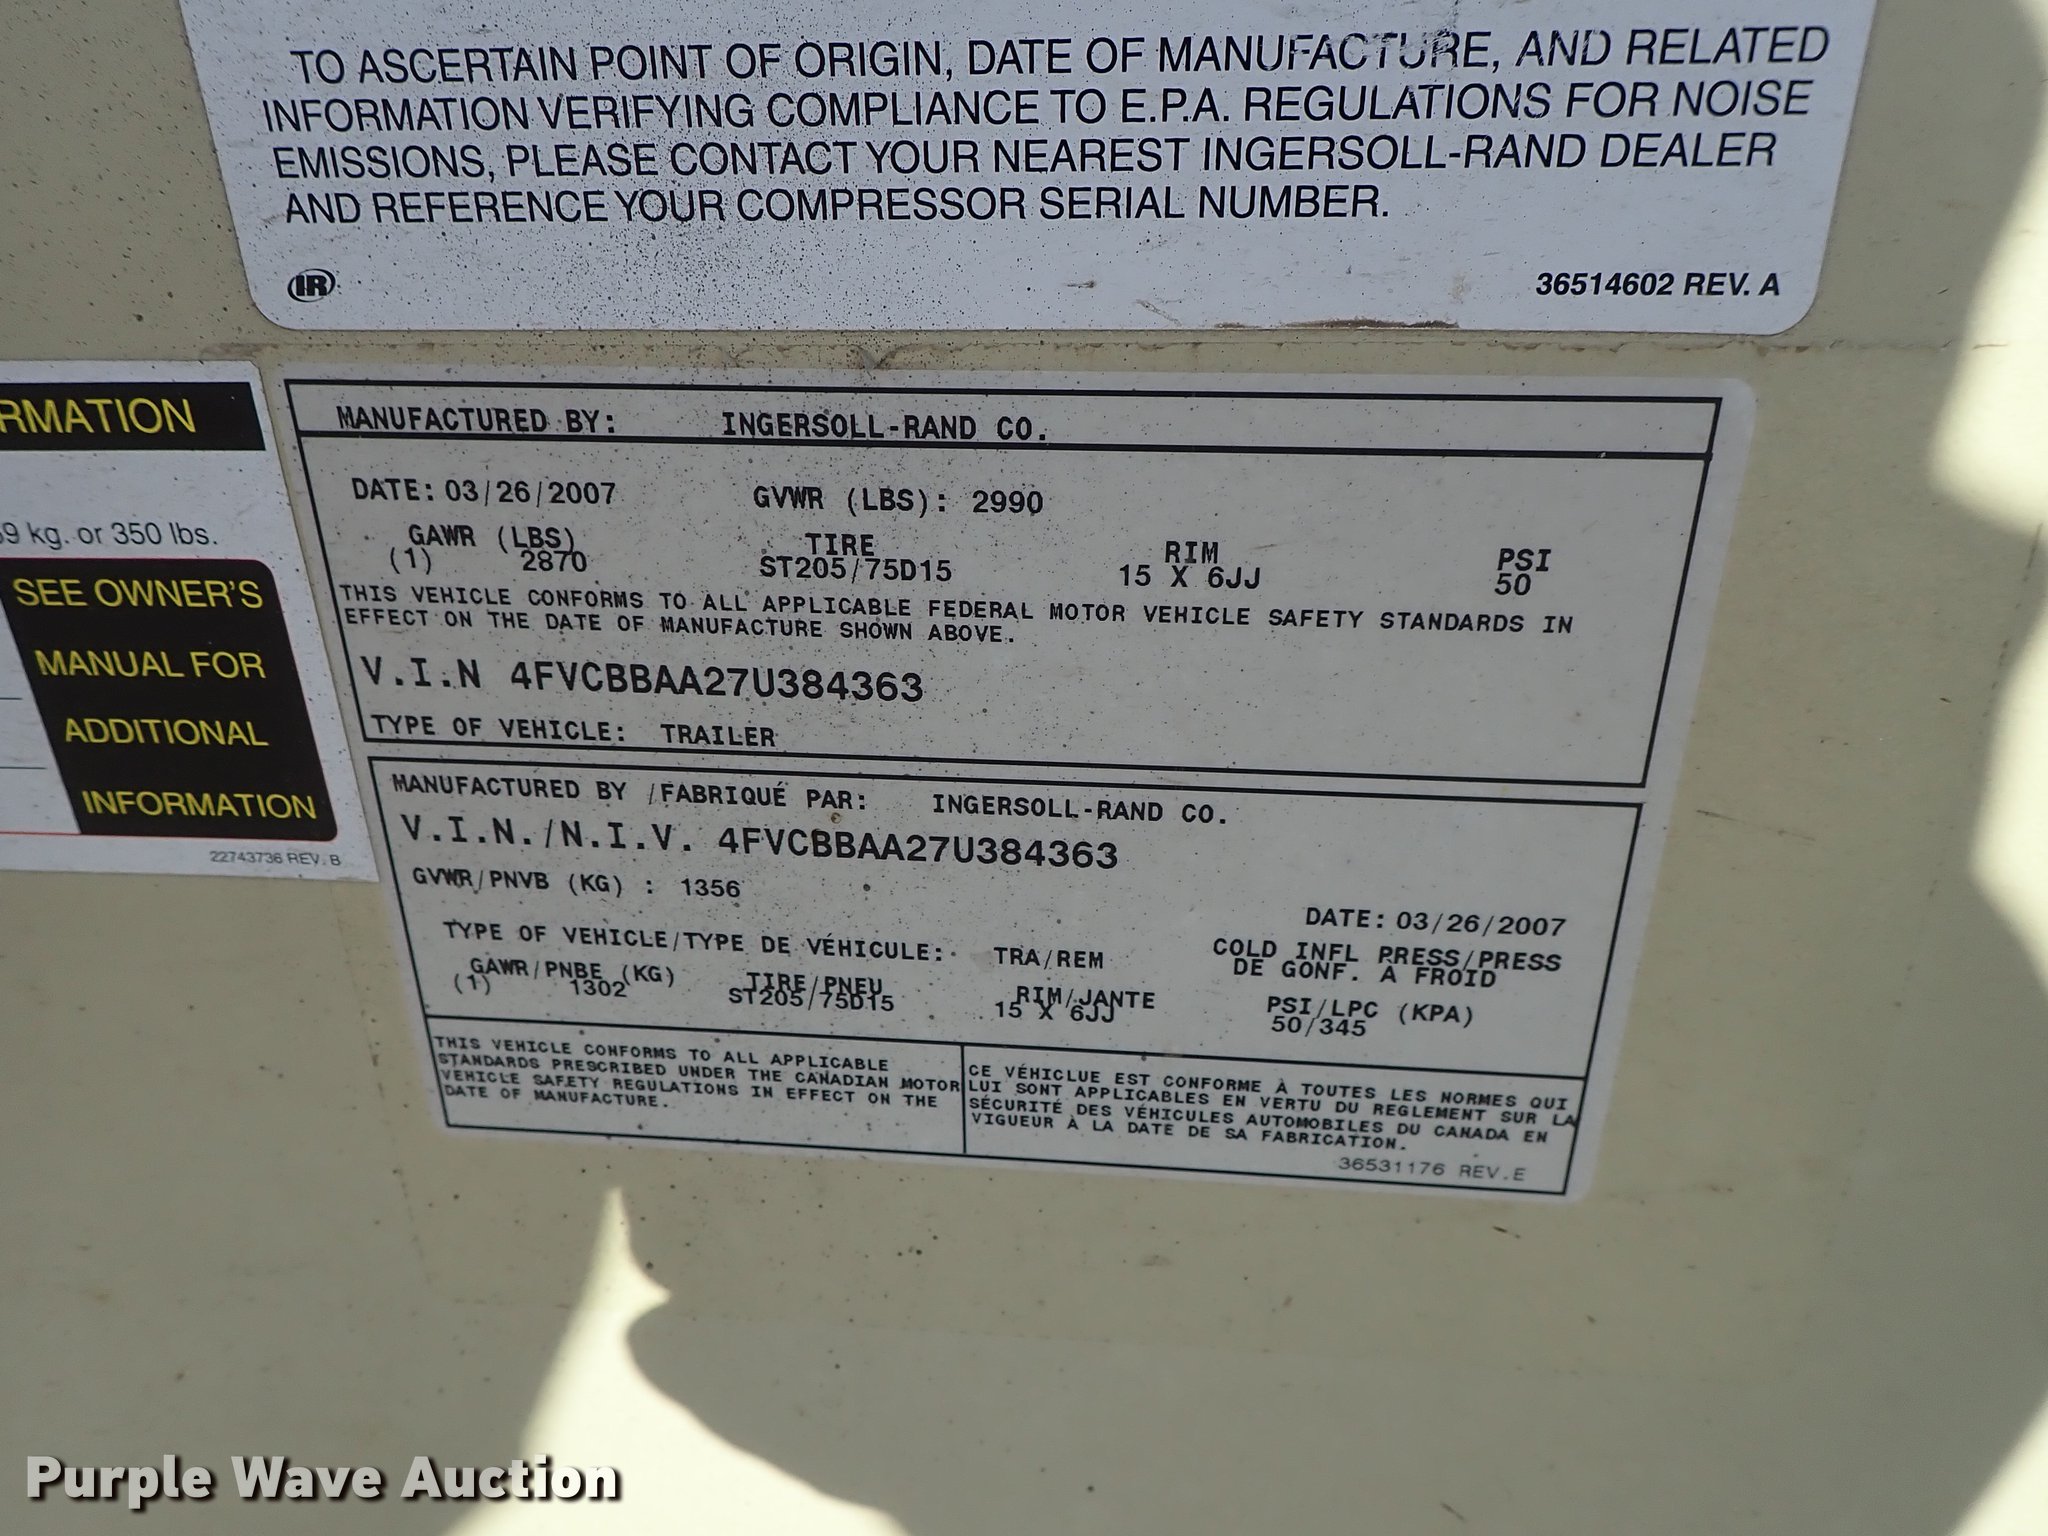 TO ASCERTAIN POINT OF ORIGIN, DATE OF MANUFACTURE, AND RELATED
INFORMATION VERIFYING COMPLIANCE TO E.P.A. REGULATIONS FOR NOISE
EMISSIONS, PLEASE CONTACT YOUR NEAREST INGERSOLL-RAND DEALER
AND REFERENCE YOUR COMPRESSOR SERIAL NUMBER.
IR
36514602 REV. A
RMATION
9 kg. or 350 lbs.
SEE OWNER'S
MANUAL FOR
ADDITIONAL
INFORMATION
22743736 REV. B
MANUFACTURED BY: INGERSOLL-RAND CO.
DATE: 03/26/2007 GVWR (LBS): 2990
GAWR (LBS) TIRE RIM PSI
(1) 2870 ST205/75D15 15 X 6JJ 50
THIS VEHICLE CONFORMS TO ALL APPLICABLE FEDERAL MOTOR VEHICLE SAFETY STANDARDS IN
EFFECT ON THE DATE OF MANUFACTURE SHOWN ABOVE.
V.I.N 4FVCBBAA27U384363
TYPE OF VEHICLE: TRAILER
MANUFACTURED BY /FABRIQUÉ PAR: INGERSOLL-RAND CO.
V.I.N./N.I.V. 4FVCBBAA27U384363
GVWR/PNVB (KG) : 1356
DATE: 03/26/2007
TYPE OF VEHICLE/TYPE DE VÉHICULE: TRA/REM
COLD INFL PRESS/PRESS
DE GONF. A FROID
GAWR/PNBE (KG) TIRE/PNEU RIM/JANTE PSI/LPC (KPA)
(1) 1302 ST205/75D15 15 X 6JJ 50/345
THIS VEHICLE CONFORMS TO ALL APPLICABLE
STANDARDS PRESCRIBED UNDER THE CANADIAN MOTOR
VEHICLE SAFETY REGULATIONS IN EFFECT ON THE
DATE OF MANUFACTURE.
CE VÉHICLUE EST CONFORME À TOUTES LES NORMES QUI
LUI SONT APPLICABLES EN VERTU DU REGLEMENT SUR LA
SÉCURITÉ DES VÉHICULES AUTOMOBILES DU CANADA EN
VIGUEUR À LA DATE DE SA FABRICATION.
36531176 REV.E
Purple Wave Auction